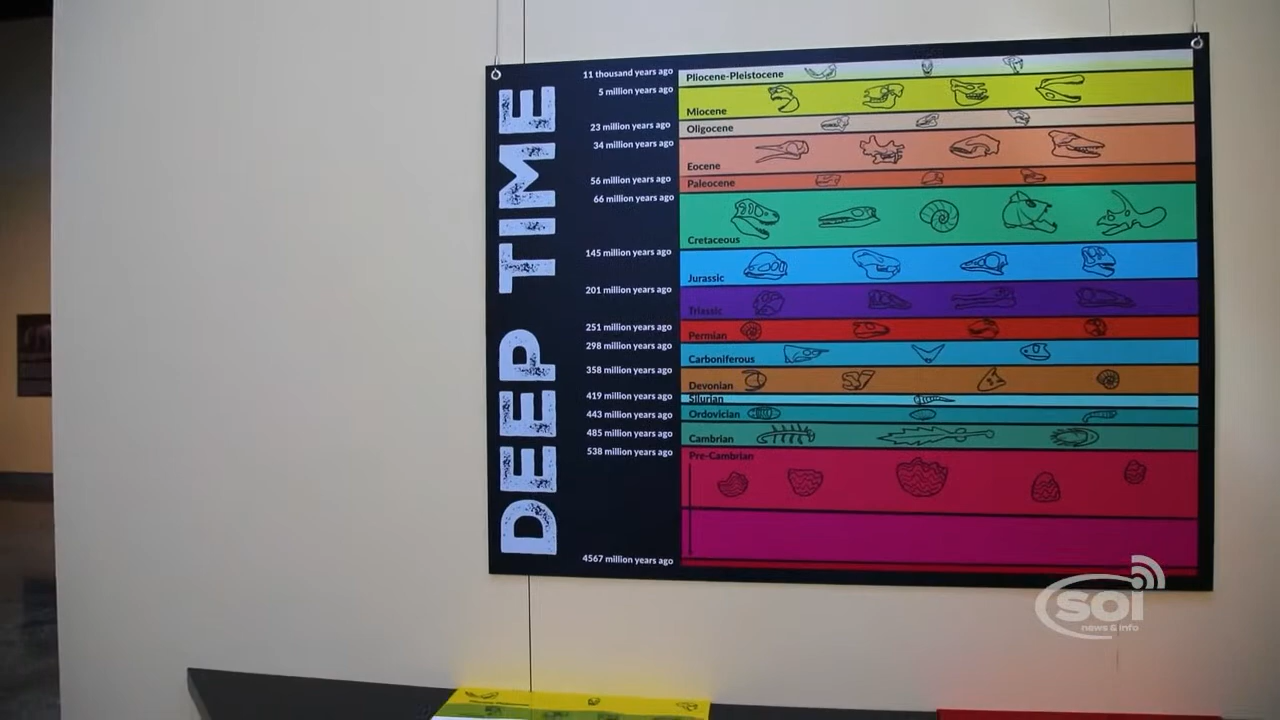 DEEP TIME
11 thousand years ago
Pliocene-Pleistocene
5 million years ago
Miocene
23 million years ago
Oligocene
34 million years ago
Eocene
56 million years ago
Paleocene
66 million years ago
Cretaceous
145 million years ago
Jurassic
201 million years ago
Triassic
251 million years ago
Permian
298 million years ago
Carboniferous
358 million years ago
Devonian
419 million years ago
Silurian
443 million years ago
Ordovician
485 million years ago
Cambrian
538 million years ago
Pre-Cambrian
4567 million years ago
soi
news & info